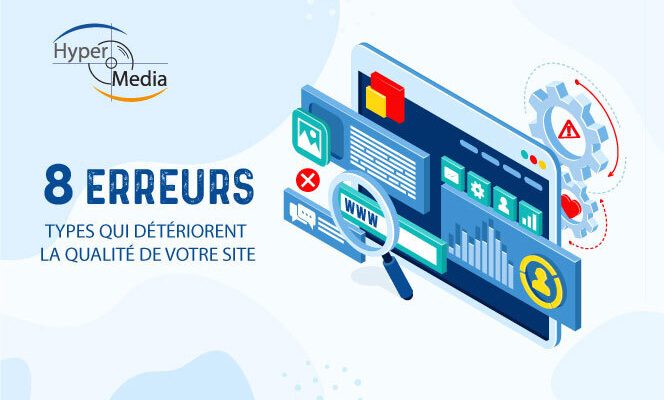 Hyper
Media
8 ERREURS
TYPES QUI DÉTÉRIORENT
LA QUALITÉ DE VOTRE SITE
WWW